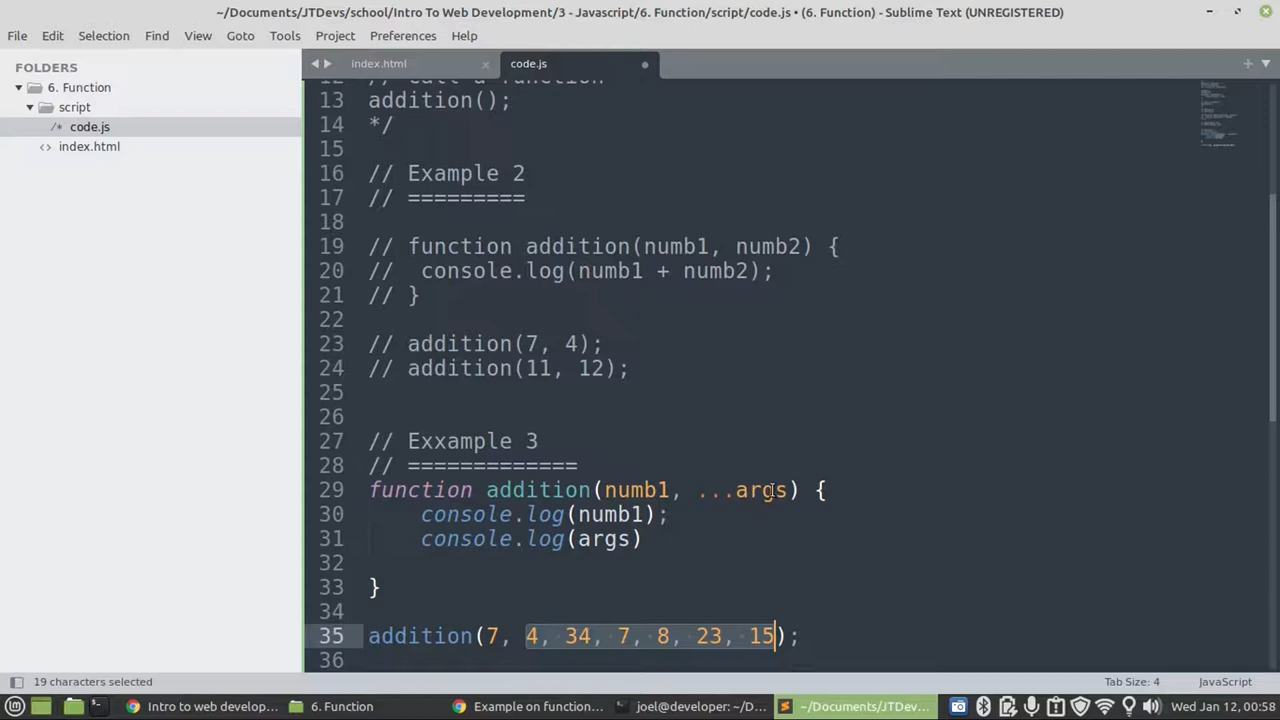 ~/Documents/JTDevs/school/Intro To Web Development/3 - Javascript/6. Function/script/code.js • (6. Function) - Sublime Text (UNREGISTERED)
File Edit Selection Find View Goto Tools Project Preferences Help
FOLDERS
6. Function
script
/* code.js
<> index.html
index.html × code.js
12 // Call a function
13 addition();
14 */
15
16 // Example 2
17 // =========
18
19 // function addition(numb1, numb2) {
20 //  console.log(numb1 + numb2);
21 // }
22
23 // addition(7, 4);
24 // addition(11, 12);
25
26
27 // Exxample 3
28 // =============
29 function addition(numb1, ...args) {
30     console.log(numb1);
31     console.log(args)
32
33 }
34
35 addition(7, 4, 34, 7, 8, 23, 15);
36
19 characters selected Tab Size: 4 JavaScript
Intro to web develop... 6. Function Example on Function... joel@developer: ~/D... ~/Documents/JTDev... Wed Jan 12, 00:58